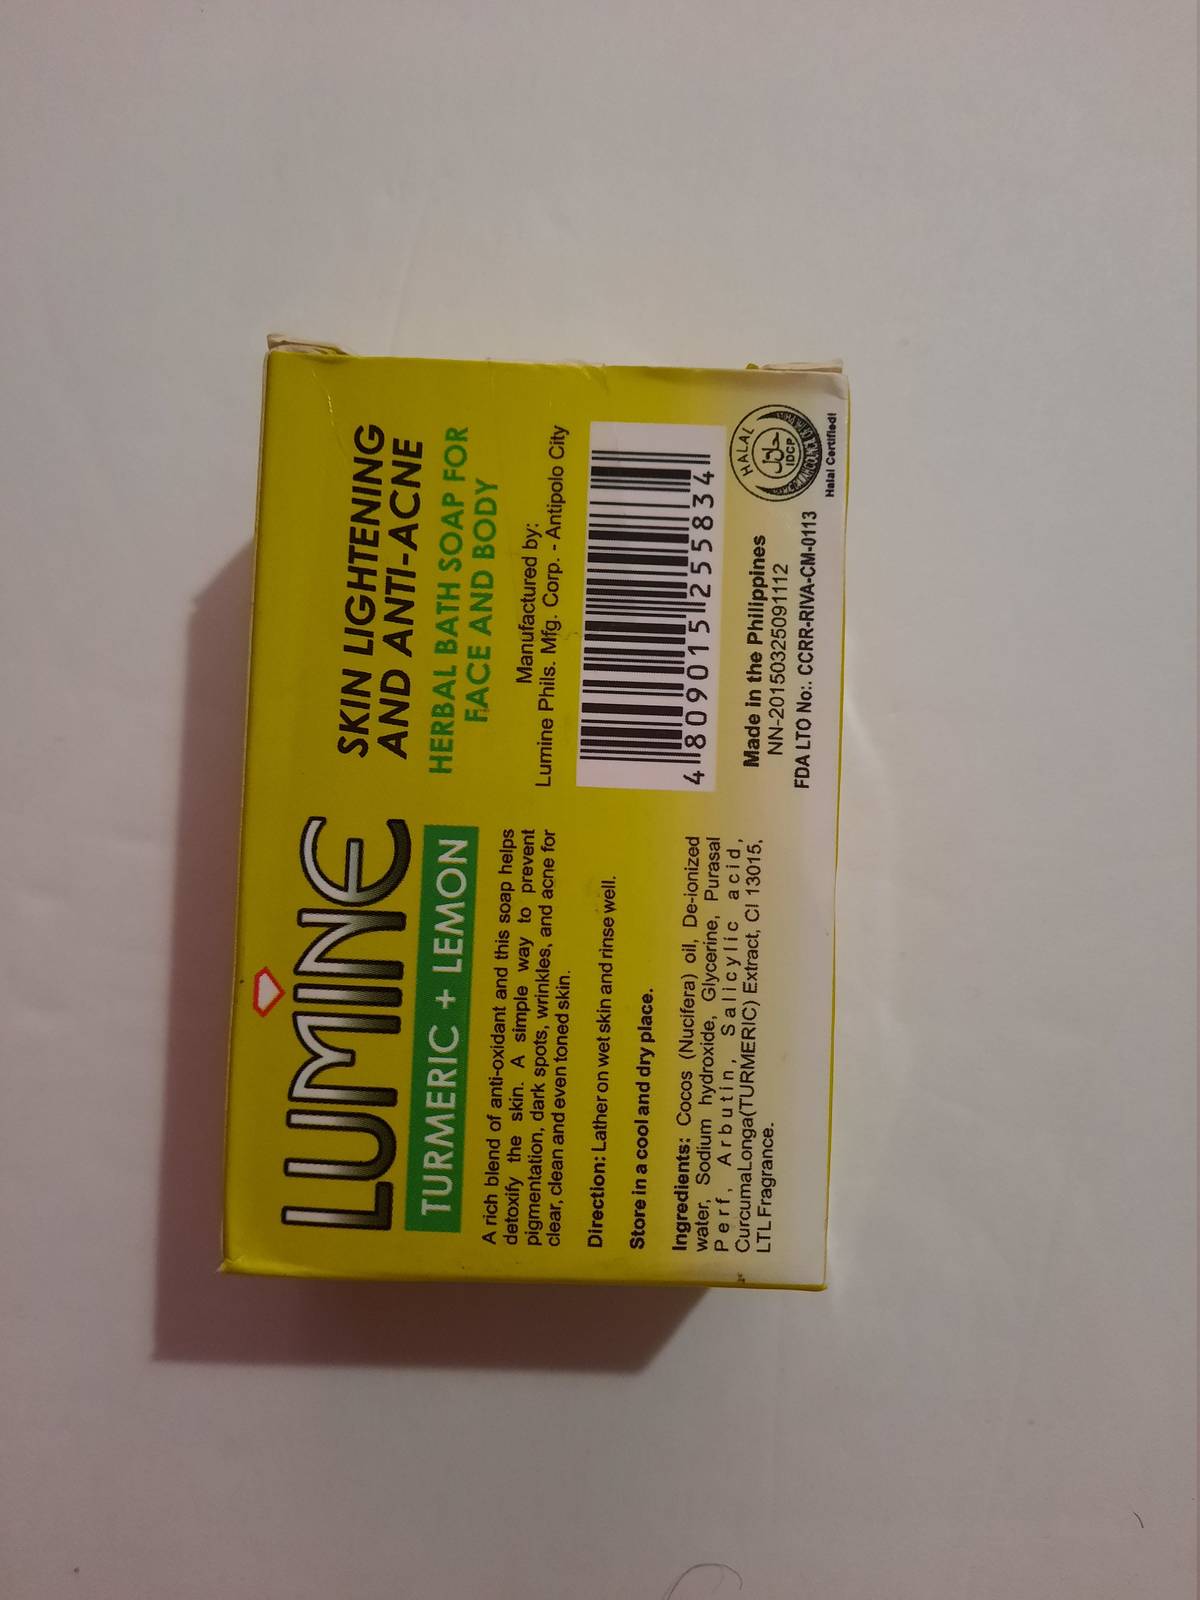 LUMINE
TURMERIC + LEMON
A rich blend of anti-oxidant and this soap helps
detoxify the skin. A simple way to prevent
pigmentation, dark spots, wrinkles, and acne for
clear, clean and even toned skin.
Direction: Lather on wet skin and rinse well.
Store in a cool and dry place.
Ingredients: Cocos (Nucifera) oil, De-ionized
water, Sodium hydroxide, Glycerine, Purasal
Perf, Arbutin, Salicylic acid,
CurcumaLonga(TURMERIC) Extract, CI 13015,
LTL Fragrance.
SKIN LIGHTENING
AND ANTI-ACNE
HERBAL BATH SOAP FOR
FACE AND BODY
Manufactured by:
Lumine Phils. Mfg. Corp. - Antipolo City
4 809015 255834
Made in the Philippines
NN-2015032509​1112
FDA LTO No:. CCRR-RIVA-CM-0113
HALAL
حلال
IDCP
Halal Certified!